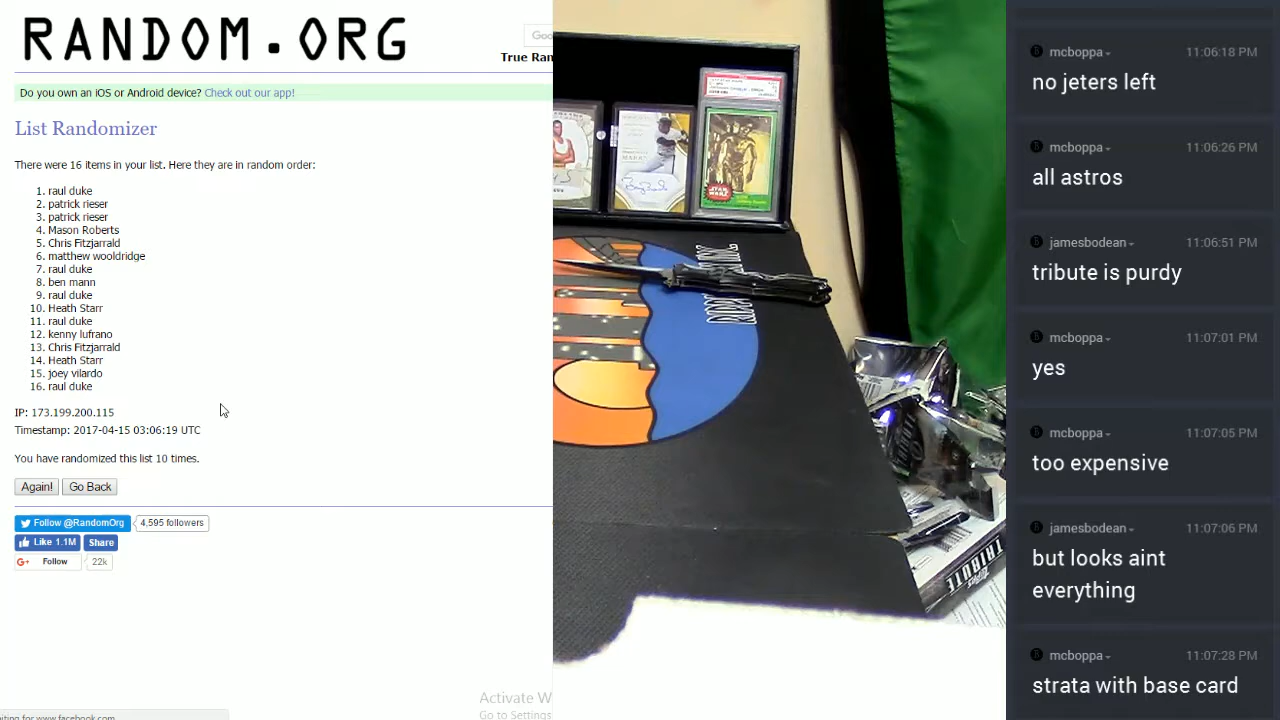 RANDOM.ORG
Goo
True Ran
Do you own an iOS or Android device? Check out our app!
List Randomizer
There were 16 items in your list. Here they are in random order:
1. raul duke
2. patrick rieser
3. patrick rieser
4. Mason Roberts
5. Chris Fitzjarrald
6. matthew wooldridge
7. raul duke
8. ben mann
9. raul duke
10. Heath Starr
11. raul duke
12. kenny lufrano
13. Chris Fitzjarrald
14. Heath Starr
15. joey vilardo
16. raul duke
IP: 173.199.200.115
Timestamp: 2017-04-15 03:06:19 UTC
You have randomized this list 10 times.
Again! Go Back
Follow @RandomOrg 4,595 followers
Like 1.1M Share
G+ Follow 22k
Activate W
Go to Settings
iting for www.facebook.com
STAR WARS
TRIBUTE
mcboppa 11:06:18 PM
no jeters left
mcboppa 11:06:26 PM
all astros
jamesbodean 11:06:51 PM
tribute is purdy
mcboppa 11:07:01 PM
yes
mcboppa 11:07:05 PM
too expensive
jamesbodean 11:07:06 PM
but looks aint
everything
mcboppa 11:07:28 PM
strata with base card